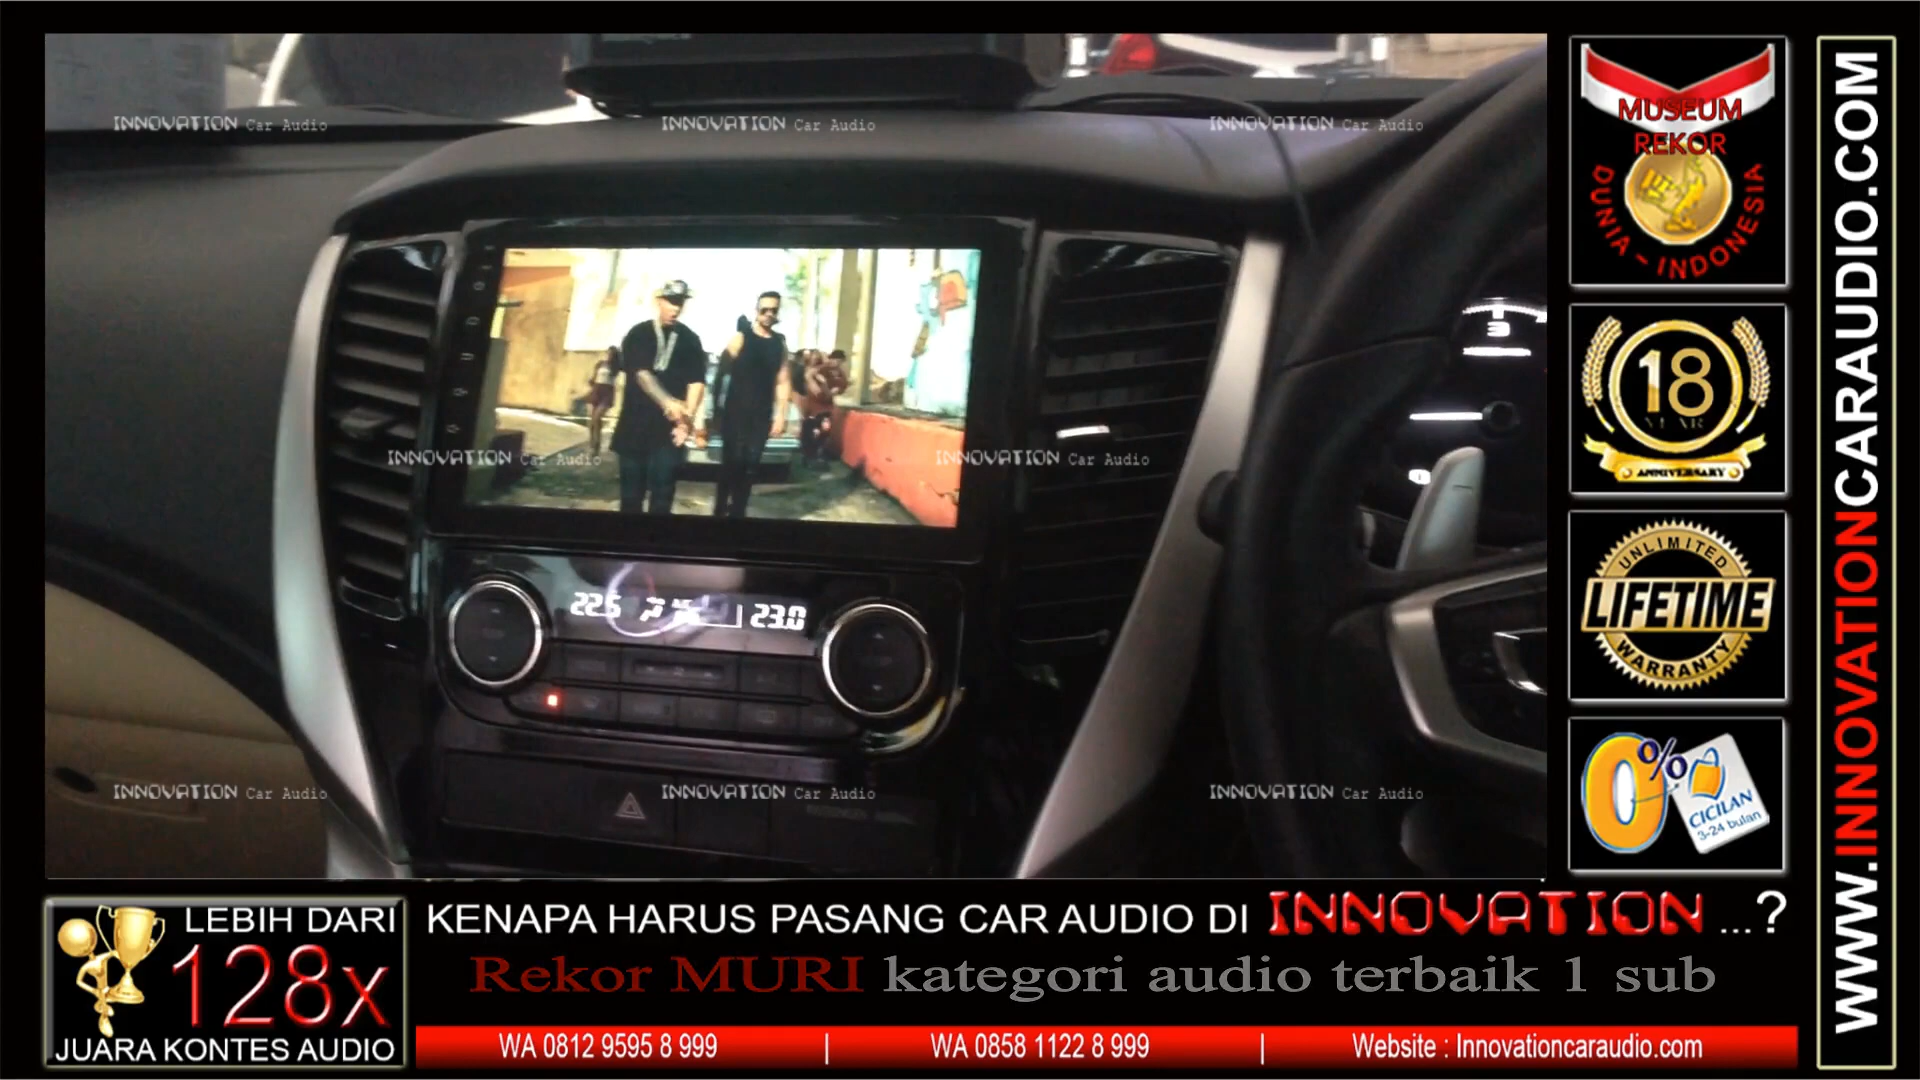 INNOVATION Car Audio
INNOVATION Car Audio
INNOVATION Car Audio
INNOVATION Car Audio
INNOVATION Car Audio
22.5
23.0
3
INNOVATION Car Audio
INNOVATION Car Audio
INNOVATION Car Audio
MUSEUM
REKOR
DUNIA - INDONESIA
18
YEAR
ANNIVERSARY
UNLIMITED
LIFETIME
WARRANTY
0%
CICILAN
3-24 bulan
WWW.INNOVATIONCARAUDIO.COM
LEBIH DARI
128x
JUARA KONTES AUDIO
KENAPA HARUS PASANG CAR AUDIO DI INNOVATION ...?
Rekor MURI kategori audio terbaik 1 sub
WA 0812 9595 8 999 | WA 0858 1122 8 999 | Website : Innovationcaraudio.com